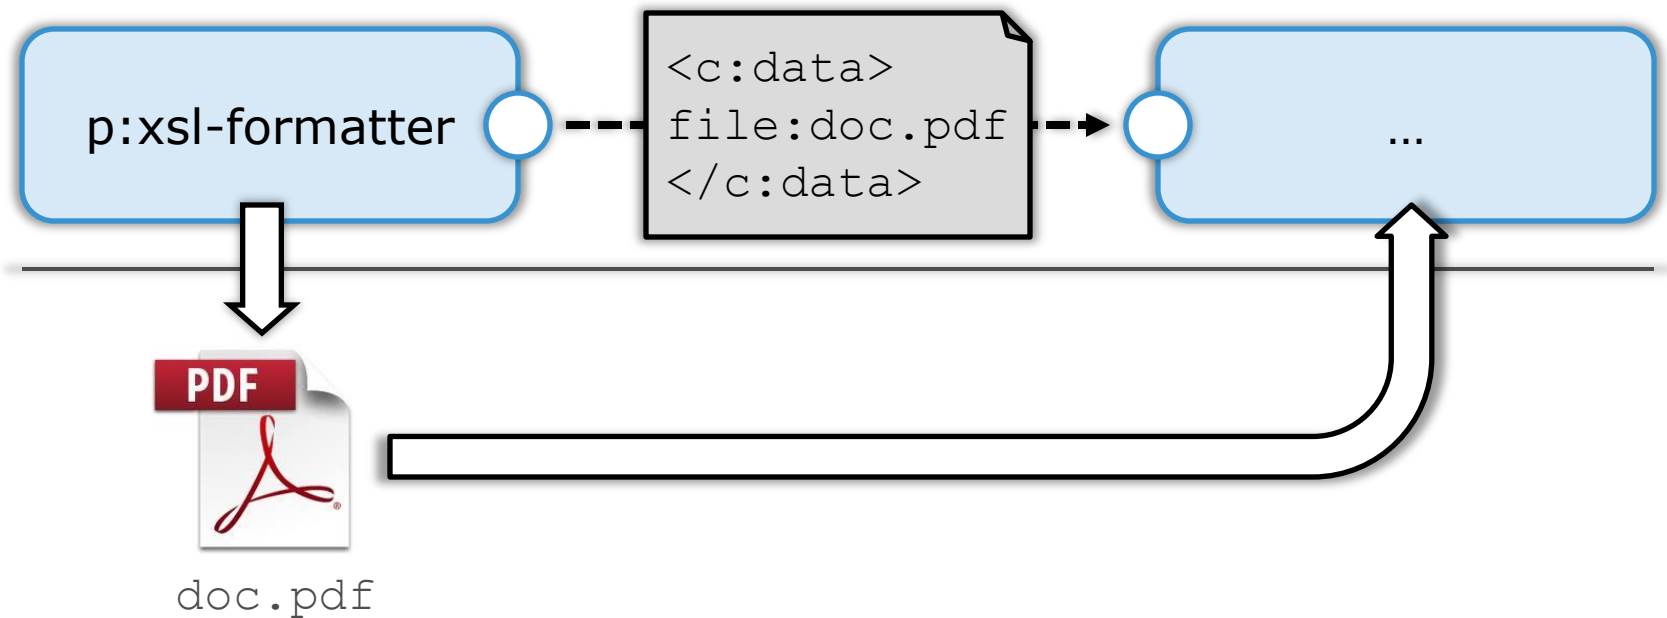 p:xsl-formatter
<c:data>
file:doc.pdf
</c:data>
…
PDF
®
doc.pdf